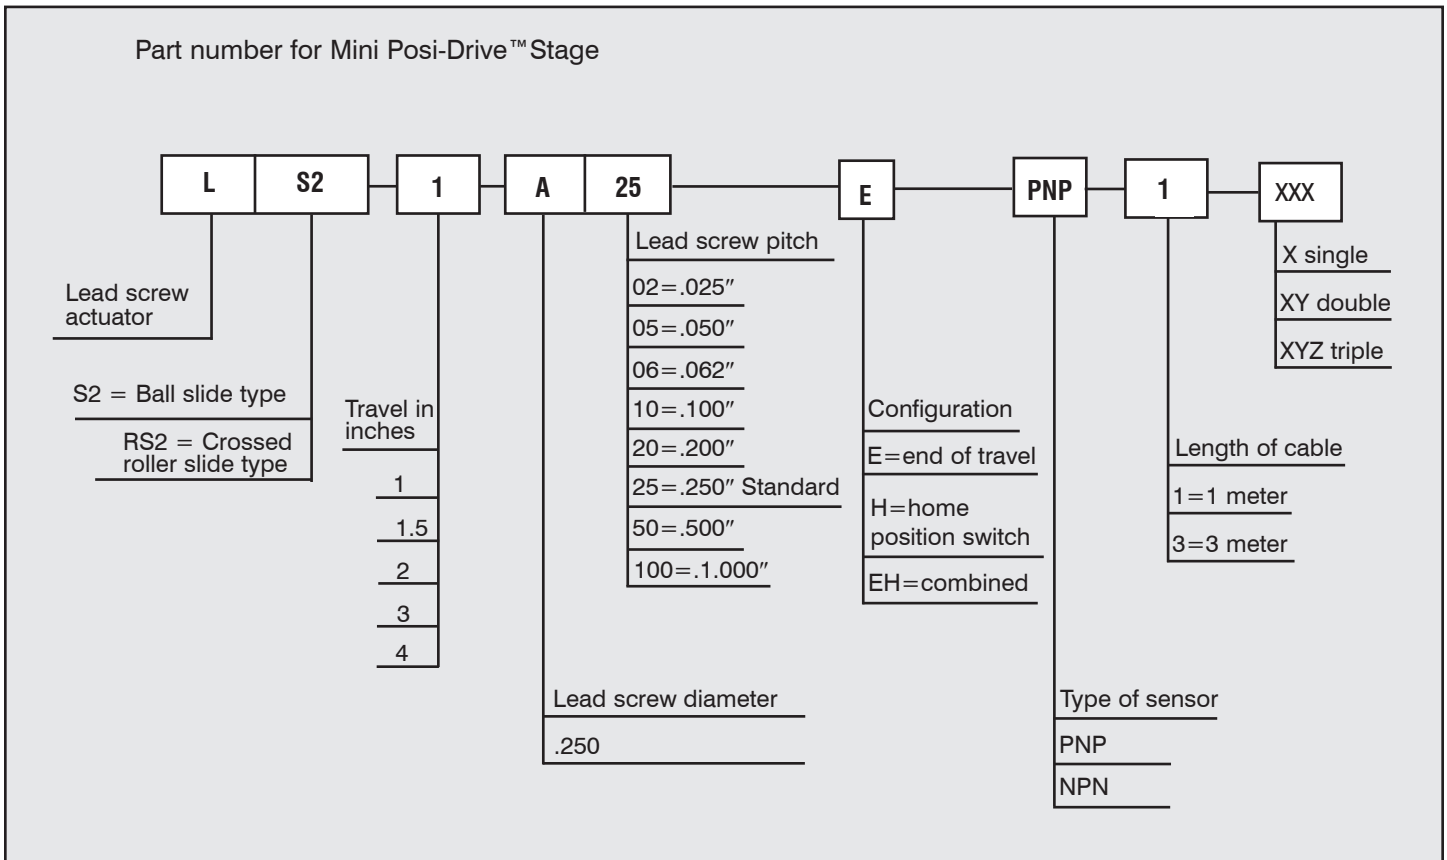 Part number for Mini Posi-Drive™ Stage
L S2 1 A 25 E PNP 1 XXX
Lead screw
actuator
S2 = Ball slide type
RS2 = Crossed
roller slide type
Travel in
inches
1
1.5
2
3
4
Lead screw diameter
.250
Lead screw pitch
02=.025″
05=.050″
06=.062″
10=.100″
20=.200″
25=.250″ Standard
50=.500″
100=.1.000″
Configuration
E=end of travel
H=home
position switch
EH=combined
Type of sensor
PNP
NPN
Length of cable
1=1 meter
3=3 meter
X single
XY double
XYZ triple